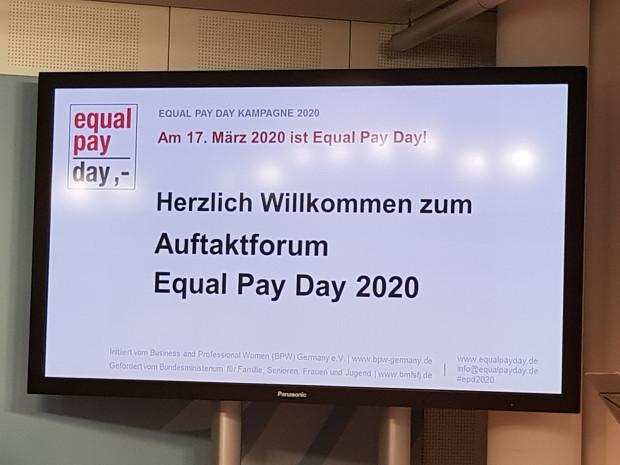 equal
pay
day,-
EQUAL PAY DAY KAMPAGNE 2020
Am 17. März 2020 ist Equal Pay Day!
Herzlich Willkommen zum
Auftaktforum
Equal Pay Day 2020
Initiiert vom Business and Professional Women (BPW) Germany e.V. | www.bpw-germany.de
Gefördert vom Bundesministerium für Familie, Senioren, Frauen und Jugend | www.bmfsfj.de
www.equalpayday.de
info@equalpayday.de
#epd2020
Panasonic